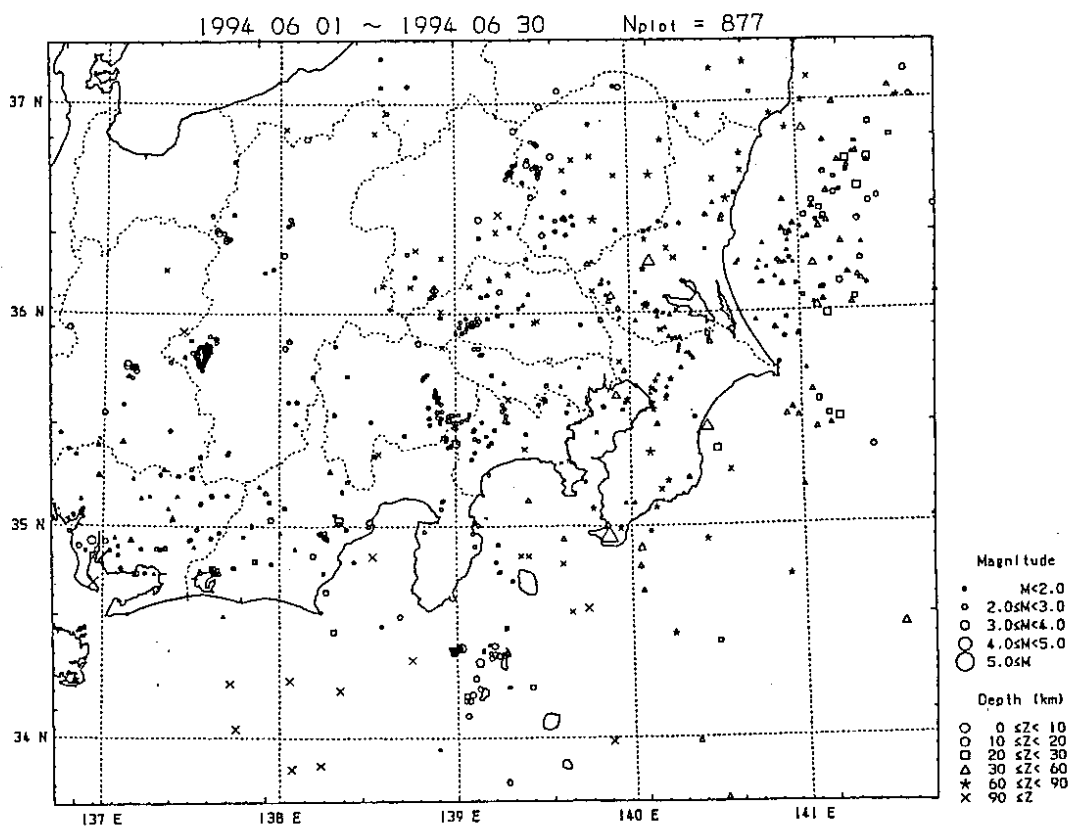 1994 06 01 ~ 1994 06 30 Nplot = 877
37 N
36 N
35 N
34 N
137 E
138 E
139 E
140 E
141 E
Magnitude
M<2.0
2.0≤M<3.0
3.0≤M<4.0
4.0≤M<5.0
5.0≤M
Depth (km)
0 ≤Z< 10
10 ≤Z< 20
20 ≤Z< 30
30 ≤Z< 60
60 ≤Z< 90
90 ≤Z